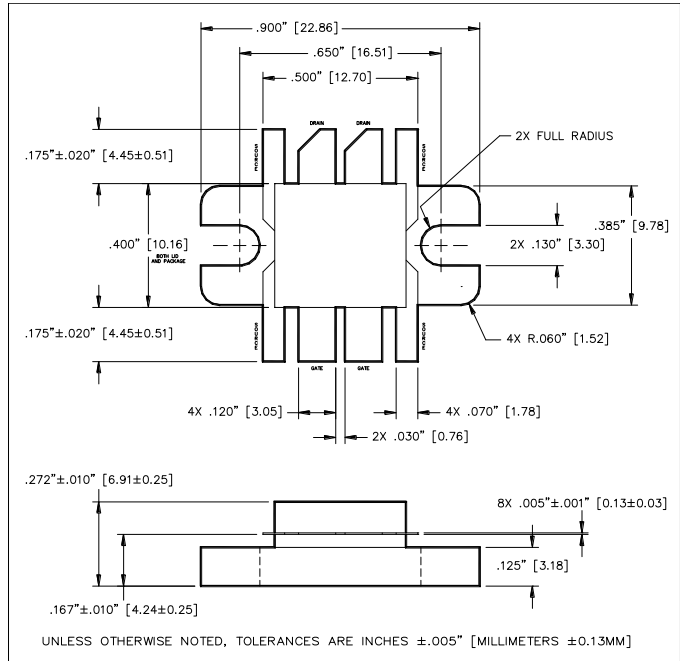 .900" [22.86]
.650" [16.51]
.500" [12.70]
DRAIN
DRAIN
2X FULL RADIUS
SOURCE
SOURCE
.175"±.020" [4.45±0.51]
.385" [9.78]
.400" [10.16]
BOTH LID
AND PACKAGE
2X .130" [3.30]
.175"±.020" [4.45±0.51]
SOURCE
SOURCE
4X R.060" [1.52]
GATE
GATE
4X .120" [3.05]
4X .070" [1.78]
2X .030" [0.76]
.272"±.010" [6.91±0.25]
8X .005"±.001" [0.13±0.03]
.125" [3.18]
.167"±.010" [4.24±0.25]
UNLESS OTHERWISE NOTED, TOLERANCES ARE INCHES ±.005" [MILLIMETERS ±0.13MM]